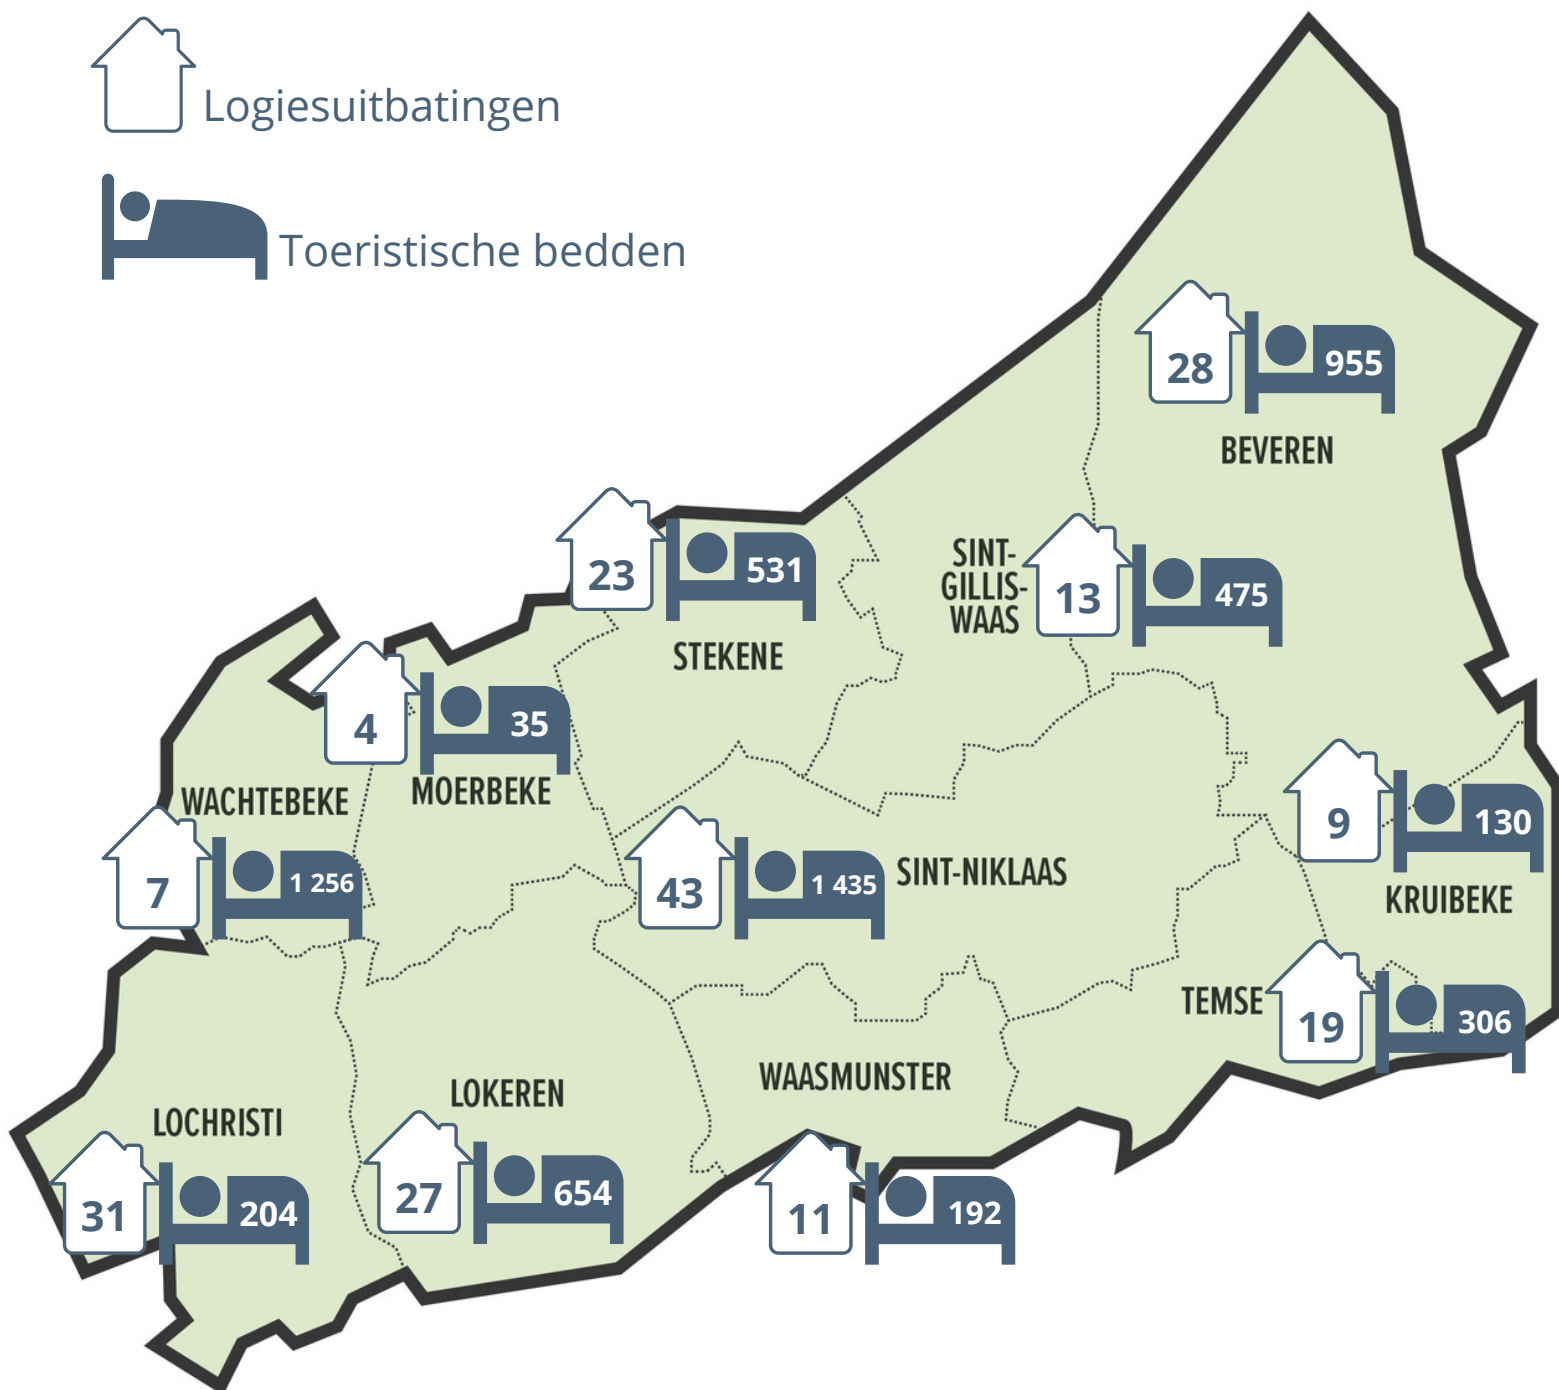 Logiesuitbatingen
Toeristische bedden
28
955
BEVEREN
23
531
STEKENE
SINT-
GILLIS-
WAAS
13
475
4
35
MOERBEKE
WACHTEBEKE
7
1 256
43
1 435
SINT-NIKLAAS
9
130
KRUIBEKE
TEMSE
19
306
WAASMUNSTER
11
192
LOKEREN
27
654
LOCHRISTI
31
204